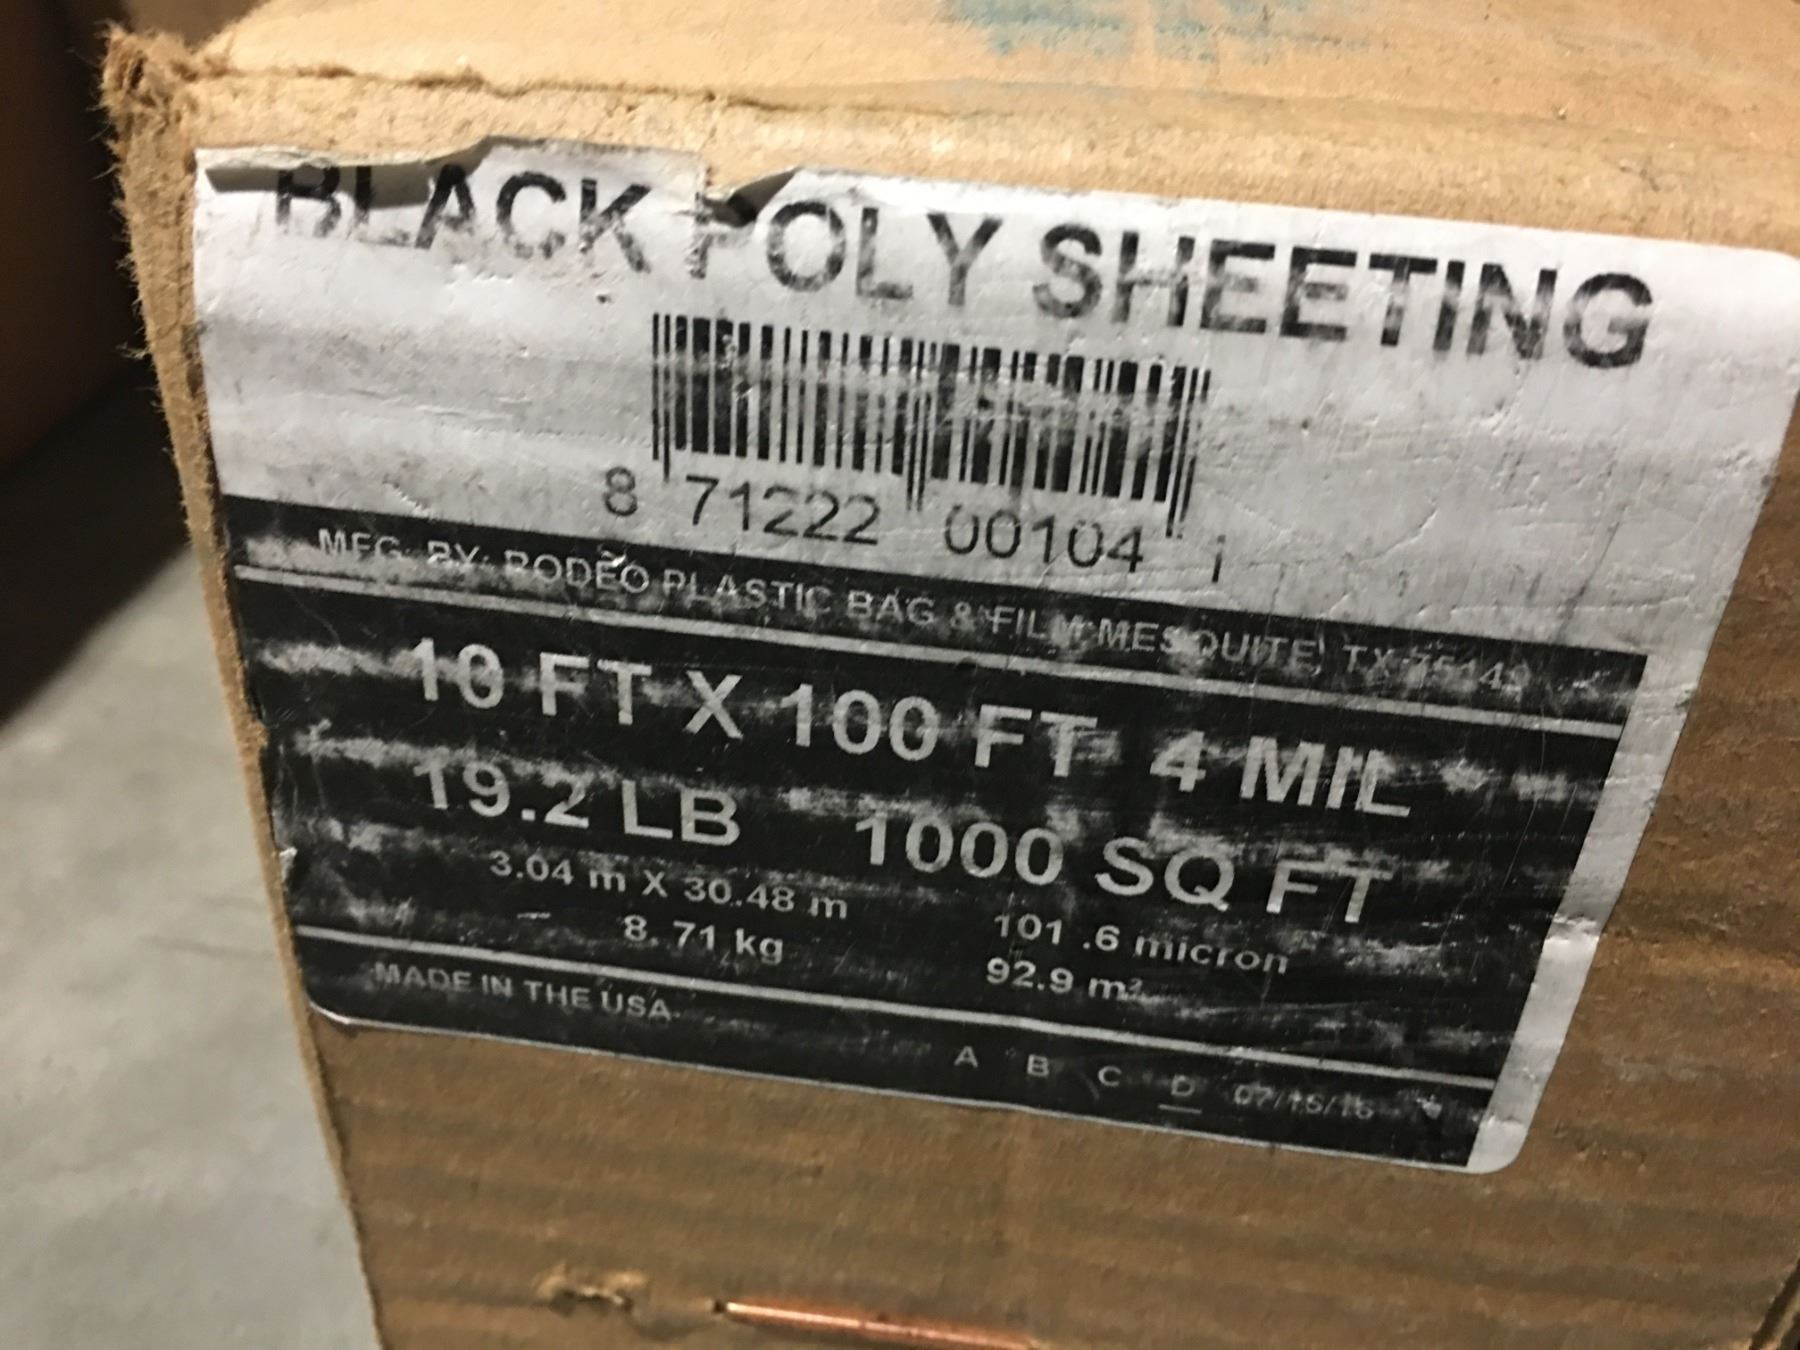 BLACK POLY SHEETING
8 71222 00104
MFG. BY: RODEO PLASTIC BAG & FILM MESQUITE, TX
10 FT X 100 FT 4 MIL
19.2 LB 1000 SQ FT
3.04 m X 30.48 m 101 .6 micron
8. 71 kg 92.9 m²
MADE IN THE USA
A B C D